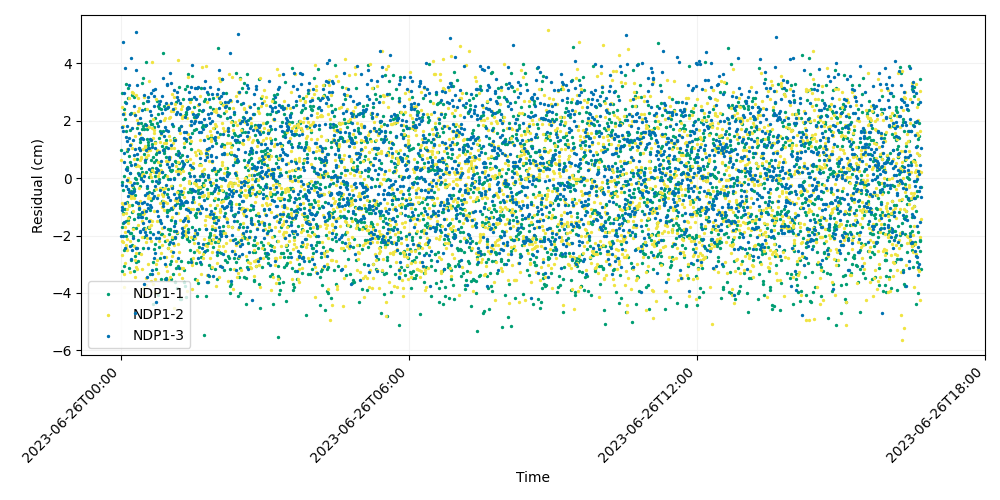 4
2
0
−2
−4
−6
Residual (cm)
NDP1-1
NDP1-2
NDP1-3
2023-06-26T00:00
2023-06-26T06:00
2023-06-26T12:00
2023-06-26T18:00
Time